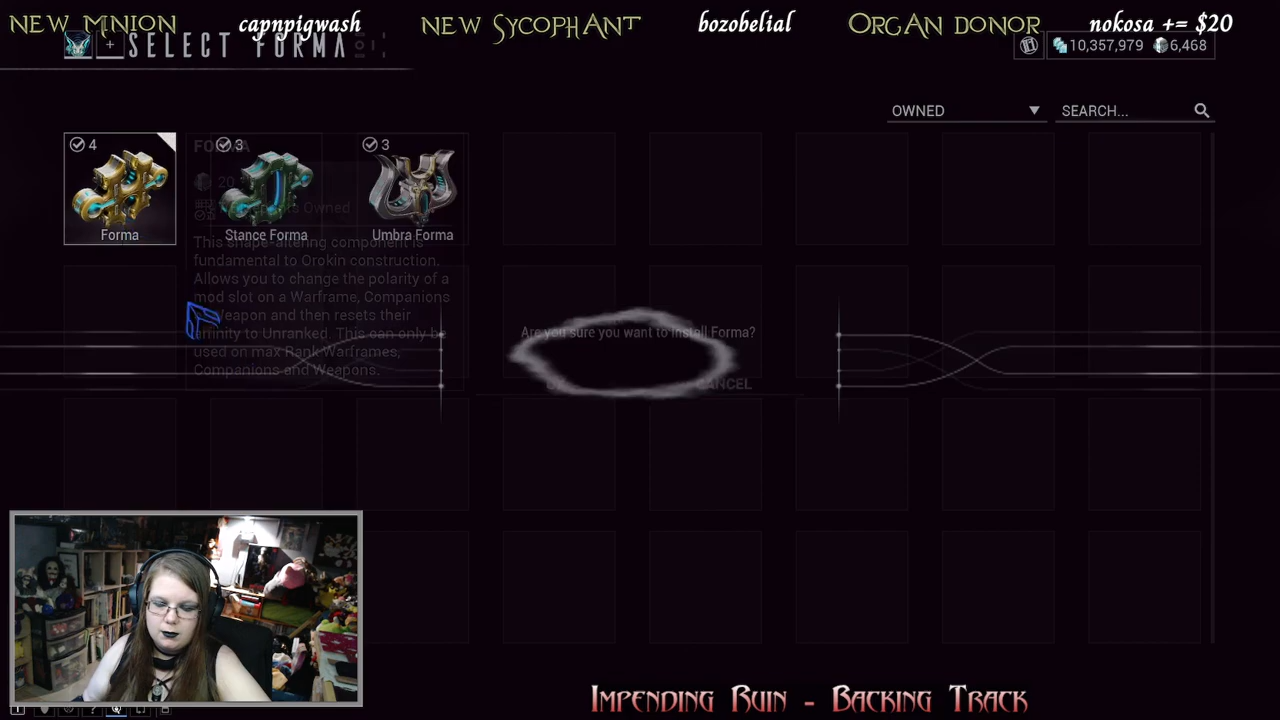 NEW MINION capnpigwash NEW SYCOPHANT bozobelial ORGAN DONOR nokosa += $20
SELECT FORMA
10,357,979 6,468
OWNED SEARCH...
4 3 3
Forma Stance Forma Umbra Forma
FORMA
20
Owned
This shape-altering component is
fundamental to Orokin construction.
Allows you to change the polarity of a
mod slot on a Warframe, Companions
Weapon and then resets their
affinity to Unranked. This can only be
used on max Rank Warframes,
Companions and Weapons.
Are you sure you want to install Forma?
CANCEL
Impending Ruin - Backing Track